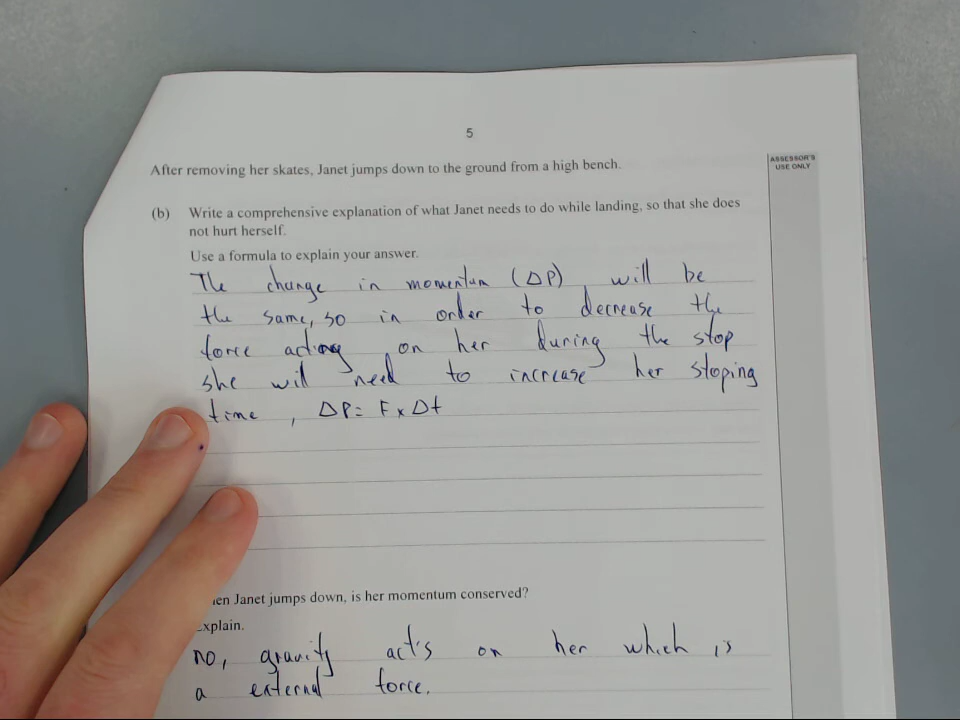 5
ASSESSOR'S
USE ONLY
After removing her skates, Janet jumps down to the ground from a high bench.
(b) Write a comprehensive explanation of what Janet needs to do while landing, so that she does
not hurt herself.
Use a formula to explain your answer.
The change in momentum (ΔP) will be
the same, so in order to decrease the
force acting on her during the stop
she will need to increase her stoping
time, ΔP = F x Δt
Janet jumps down, is her momentum conserved?
no, gravity act's on her which is
a external force.